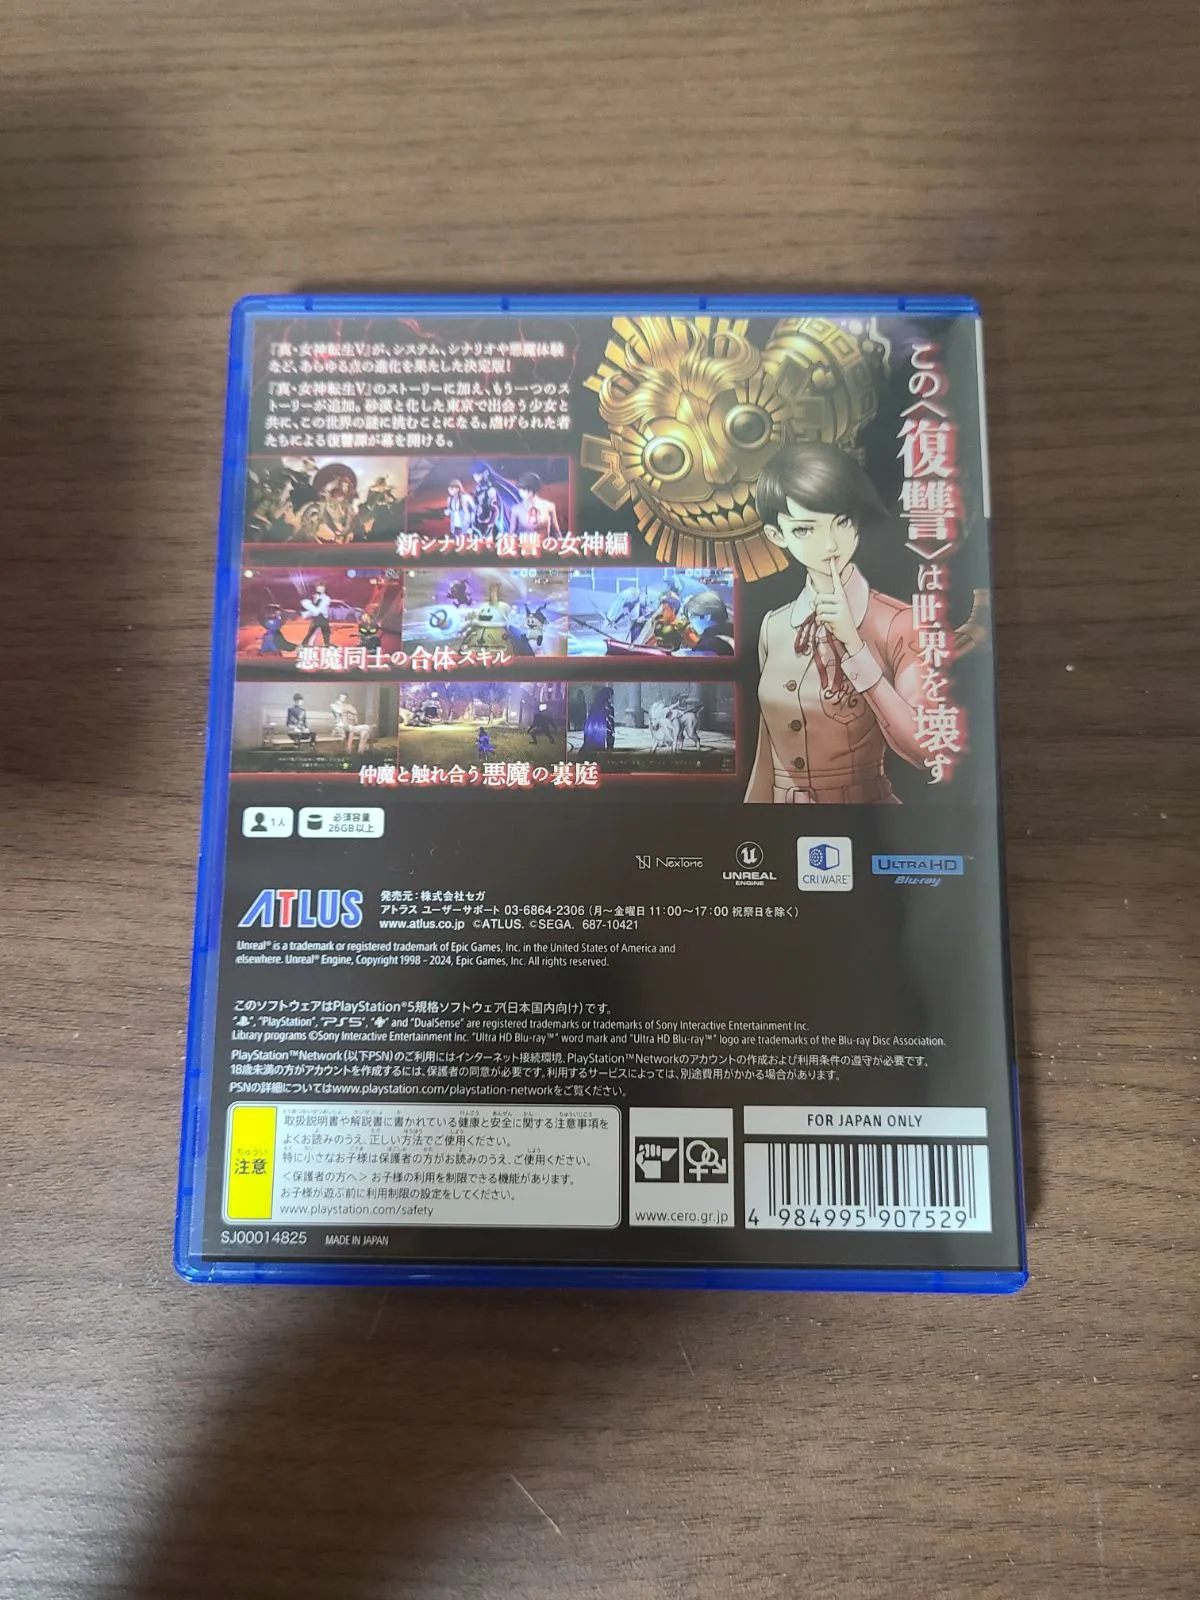 『真・女神転生V』が、システム、シナリオや悪魔体験
など、あらゆる点の進化を果たした決定版！
『真・女神転生V』のストーリーに加え、もう一つのス
トーリーが追加。砂漠と化した東京で出会う少女と
共に、この世界の謎に挑むことになる。虐げられた者
たちによる復讐譚が幕を開ける。
この〈復讐〉は世界を壊す
新シナリオ・復讐の女神編
悪魔同士の合体スキル
仲魔と触れ合う悪魔の裏庭
1人
必須容量
26GB以上
NexTone
UNREAL
ENGINE
CRIWARE
ULTRA HD
Blu-ray
ATLUS
発売元：株式会社セガ
アトラス ユーザーサポート 03-6864-2306（月～金曜日 11：00～17：00 祝祭日を除く）
www.atlus.co.jp ©ATLUS. ©SEGA. 687-10421
Unreal® is a trademark or registered trademark of Epic Games, Inc. in the United States of America and
elsewhere. Unreal® Engine, Copyright 1998 – 2024, Epic Games, Inc. All rights reserved.
このソフトウェアはPlayStation®5規格ソフトウェア(日本国内向け)です。
"PlayStation", "PS5", and "DualSense" are registered trademarks or trademarks of Sony Interactive Entertainment Inc.
Library programs ©Sony Interactive Entertainment Inc. "Ultra HD Blu-ray™" word mark and "Ultra HD Blu-ray™" logo are trademarks of the Blu-ray Disc Association.
PlayStation™Network(以下PSN)のご利用にはインターネット接続環境、PlayStation™Networkのアカウントの作成および利用条件の遵守が必要です。
18歳未満の方がアカウントを作成するには、保護者の同意が必要です。利用するサービスによっては、別途費用がかかる場合があります。
PSNの詳細についてはwww.playstation.com/playstation-networkをご覧ください。
ちゅうい
注意
取扱説明書や解説書に書かれている健康と安全に関する注意事項を
よくお読みのうえ、正しい方法でご使用ください。
特に小さなお子様は保護者の方がお読みのうえ、ご使用ください。
＜保護者の方へ＞ お子様の利用を制限できる機能があります。
お子様が遊ぶ前に利用制限の設定をしてください。
www.playstation.com/safety
www.cero.gr.jp
FOR JAPAN ONLY
4 984995 907529
SJ00014825 MADE IN JAPAN